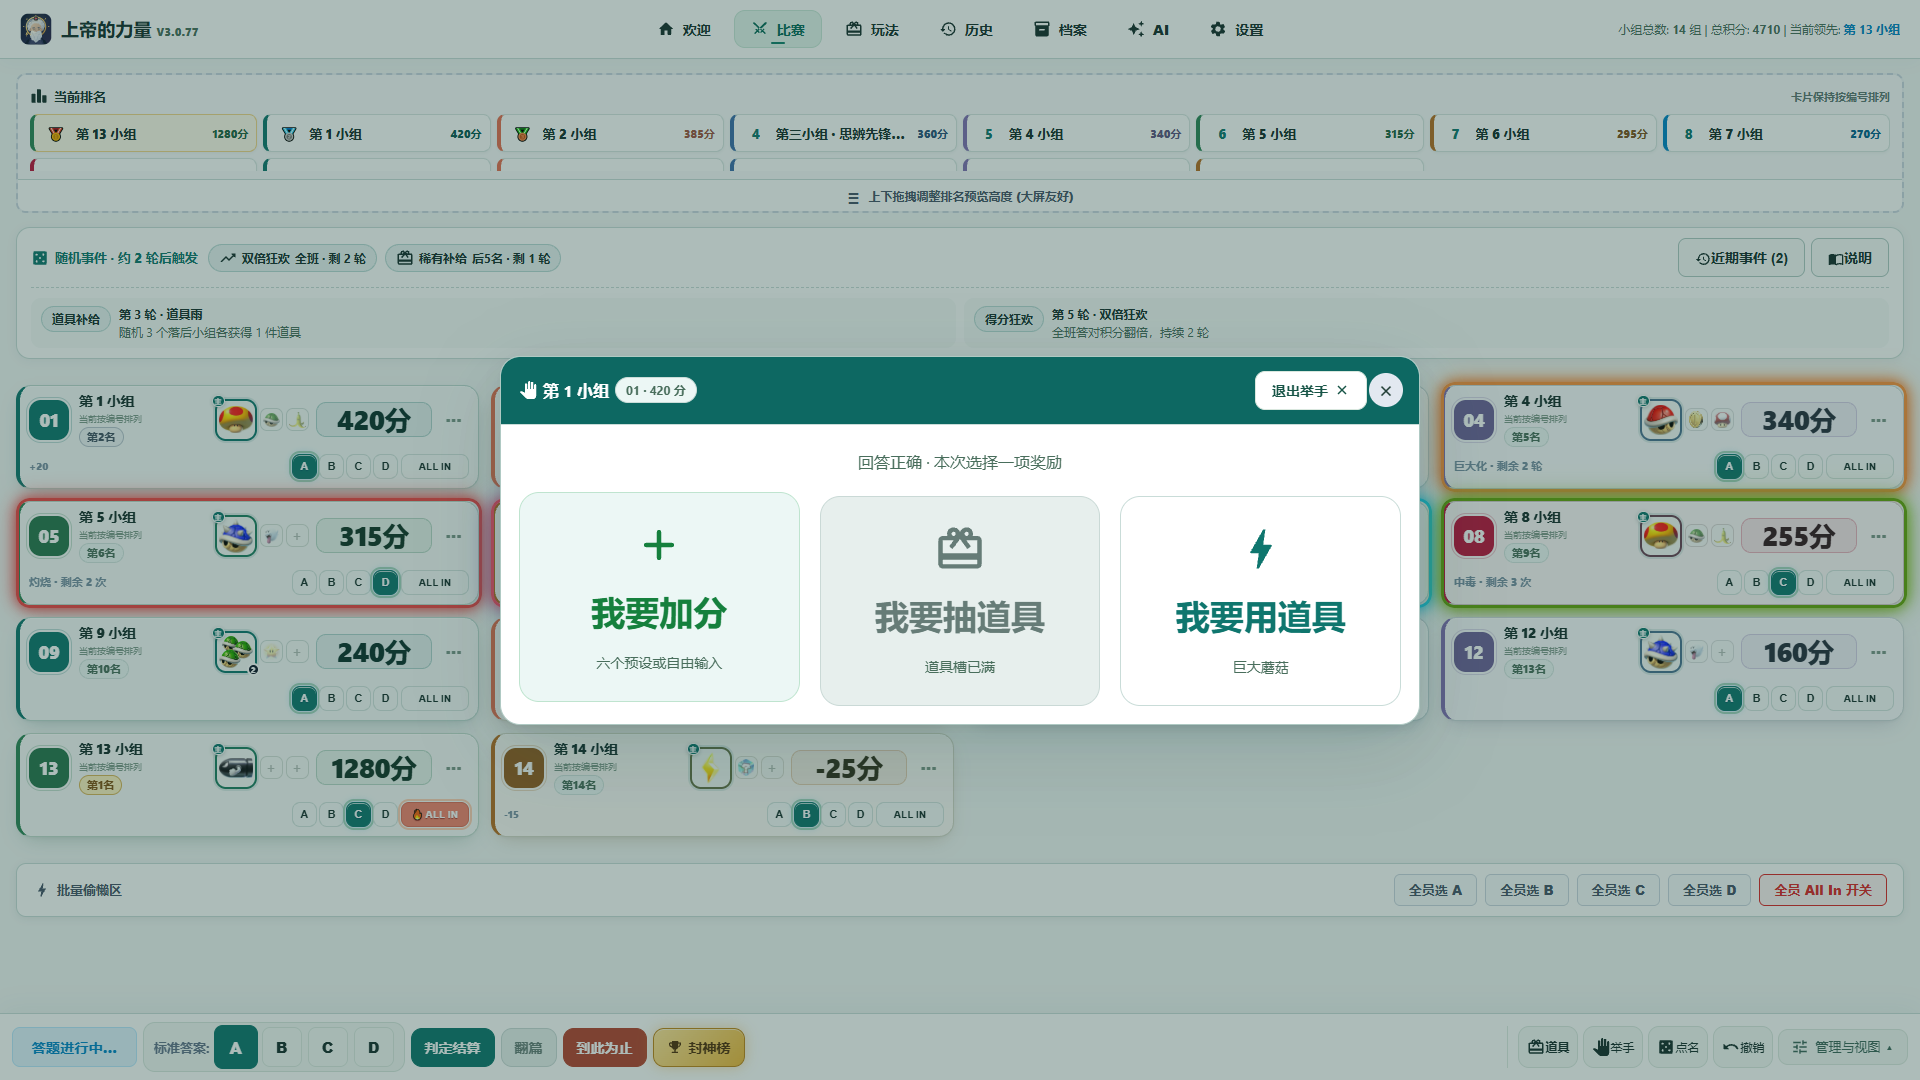 上帝的力量 V3.0.77
欢迎
比赛
玩法
历史
档案
AI
设置
小组总数: 14 组 | 总积分: 4710 | 当前领先: 第 13 小组
当前排名
卡片保持按编号排列
第 13 小组 1280分
第 1 小组 420分
第 2 小组 385分
4 第三小组 · 思辨先锋... 360分
5 第 4 小组 340分
6 第 5 小组 315分
7 第 6 小组 295分
8 第 7 小组 270分
上下拖拽调整排名预览高度 (大屏友好)
随机事件 · 约 2 轮后触发
双倍狂欢 全班 · 剩 2 轮
稀有补给 后5名 · 剩 1 轮
近期事件 (2)
说明
道具补给
第 3 轮 · 道具雨
随机 3 个落后小组各获得 1 件道具
得分狂欢
第 5 轮 · 双倍狂欢
全班答对积分翻倍，持续 2 轮
第 1 小组 01 · 420 分
退出举手 ✕
回答正确 · 本次选择一项奖励
我要加分
六个预设或自由输入
我要抽道具
道具槽已满
我要用道具
巨大蘑菇
01
第 1 小组
当前按编号排列
第2名
420分
+20
A B C D ALL IN
04
第 4 小组
当前按编号排列
第5名
340分
巨大化 · 剩余 2 轮
A B C D ALL IN
05
第 5 小组
当前按编号排列
第6名
315分
灼烧 · 剩余 2 次
A B C D ALL IN
08
第 8 小组
当前按编号排列
第9名
255分
中毒 · 剩余 3 次
A B C D ALL IN
09
第 9 小组
当前按编号排列
第10名
2
240分
A B C D ALL IN
12
第 12 小组
当前按编号排列
第13名
160分
A B C D ALL IN
13
第 13 小组
当前按编号排列
第1名
1280分
A B C D ALL IN
14
第 14 小组
当前按编号排列
第14名
-25分
-15
A B C D ALL IN
批量偷懒区
全员选 A
全员选 B
全员选 C
全员选 D
全员 All In 开关
答题进行中...
标准答案:
A B C D
判定结算
翻篇
到此为止
封神榜
道具
举手
点名
撤销
管理与视图